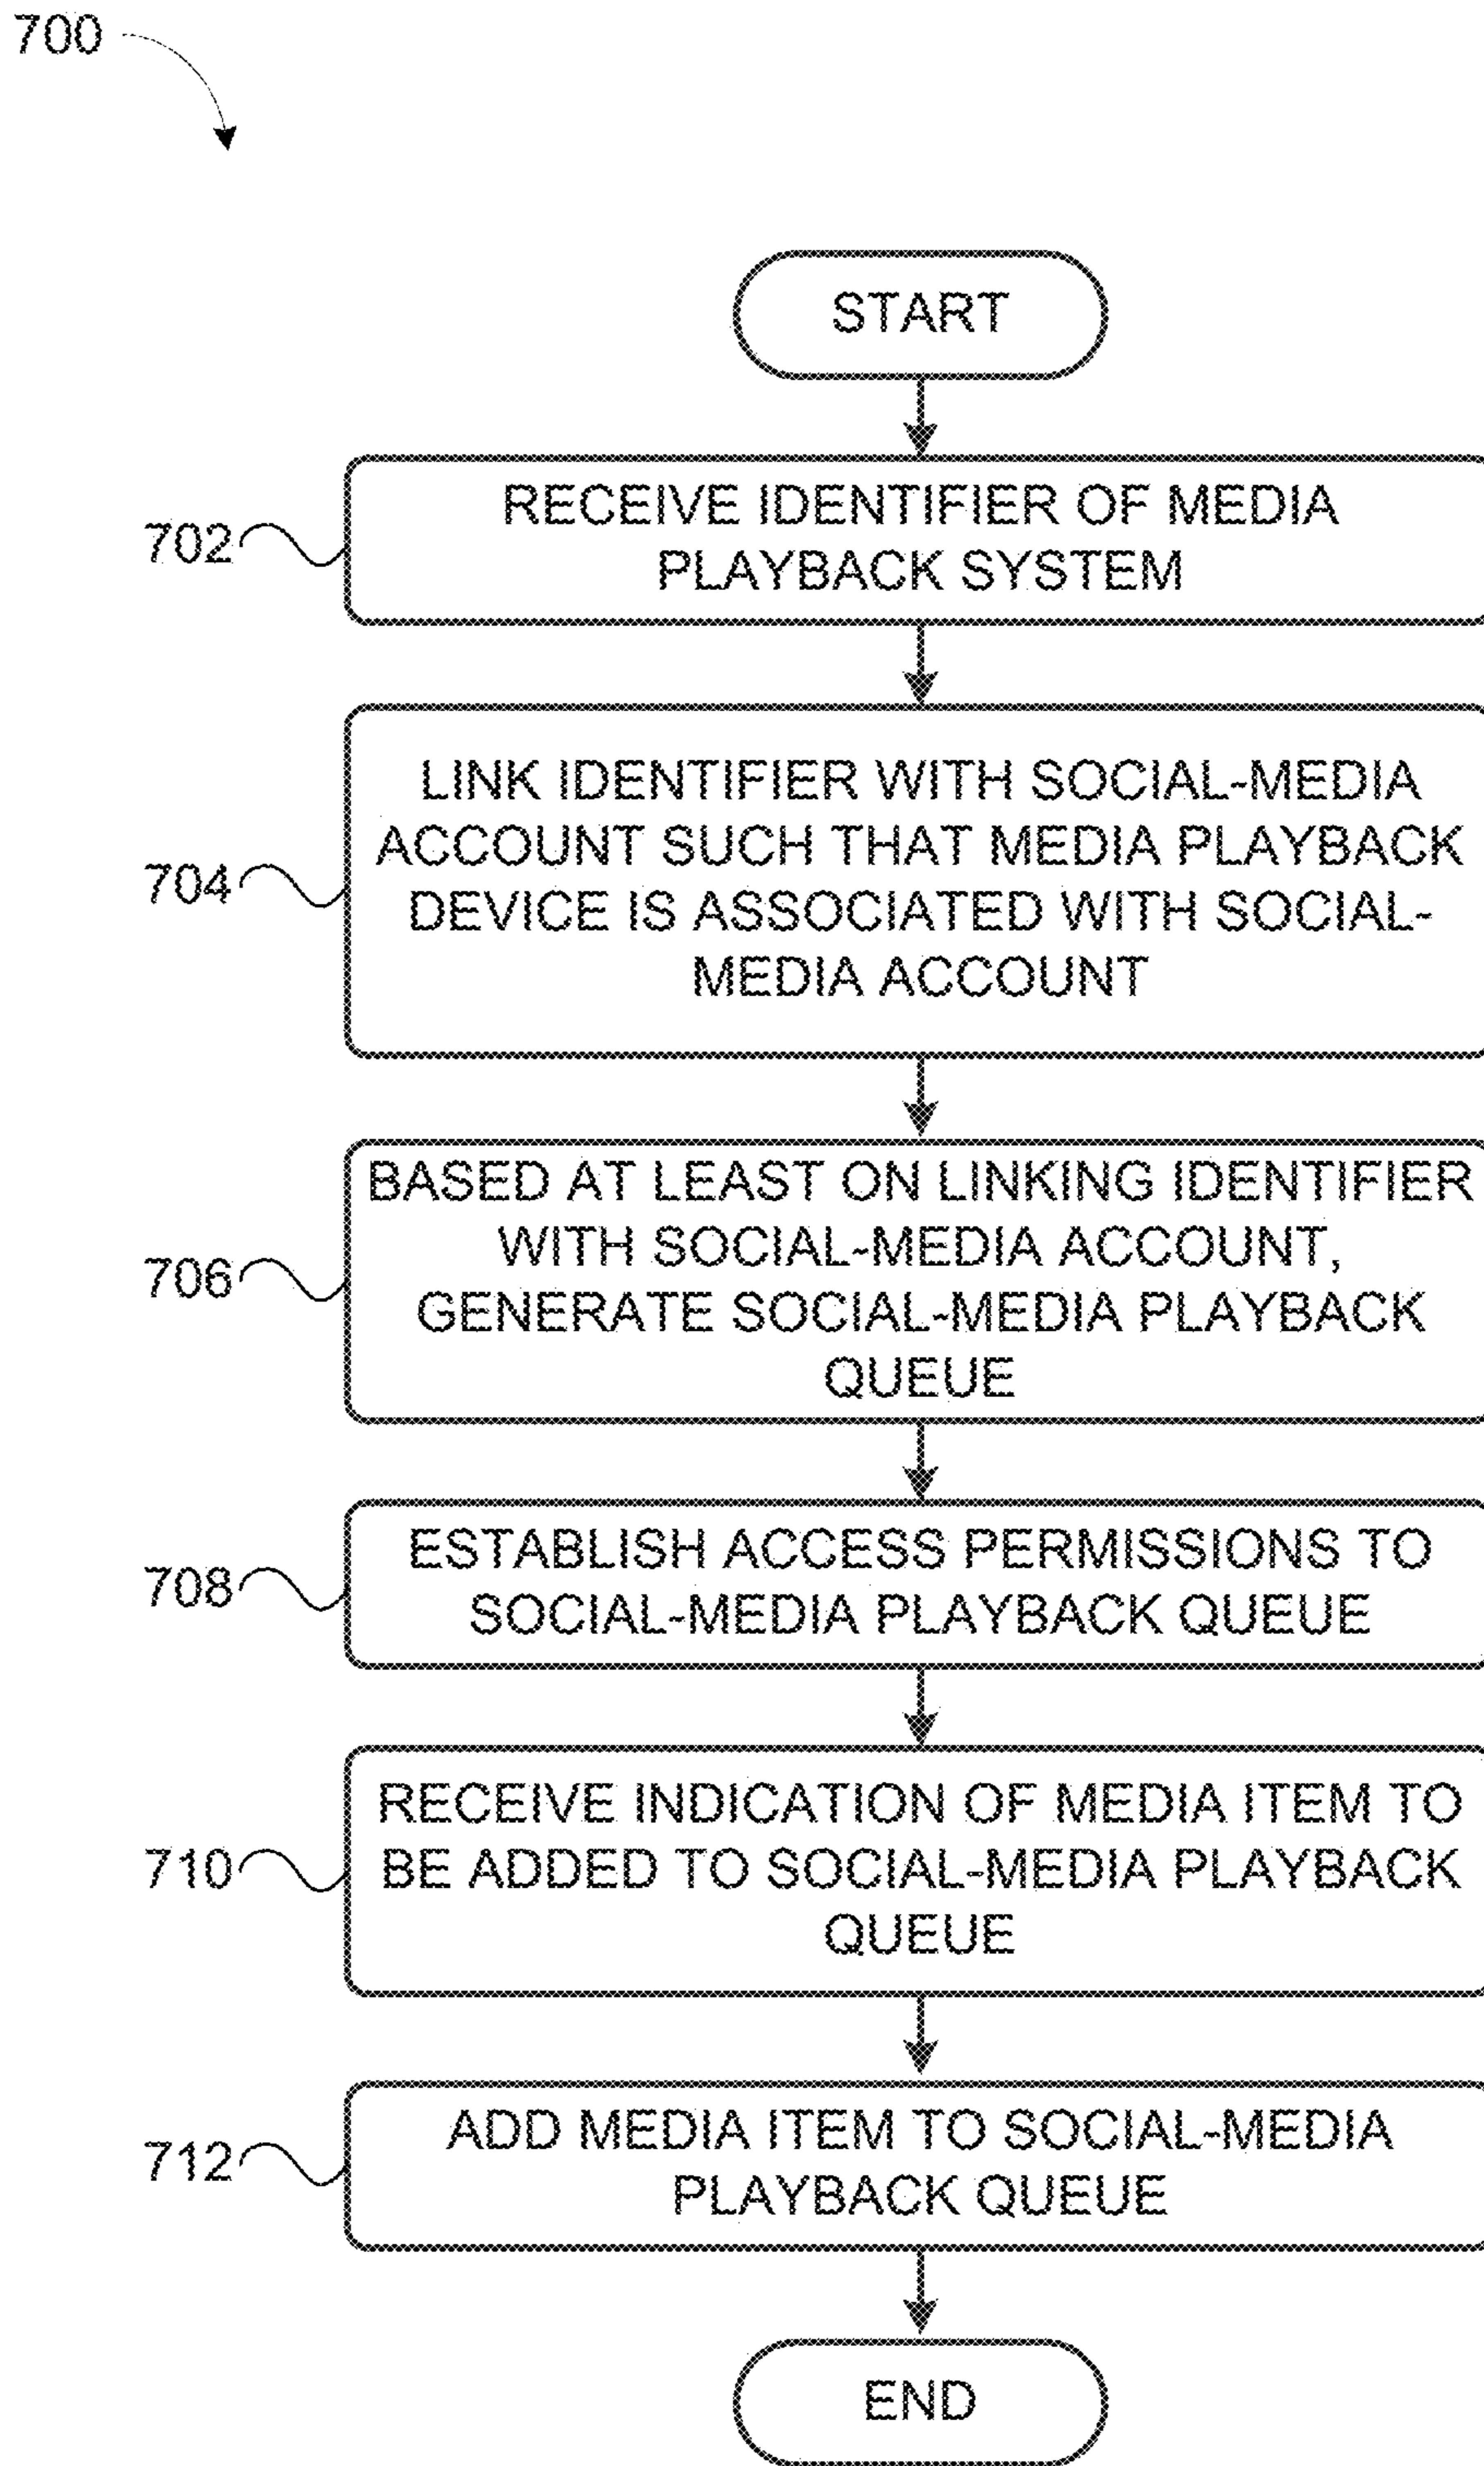 700
START
702
RECEIVE IDENTIFIER OF MEDIA
PLAYBACK SYSTEM
704
LINK IDENTIFIER WITH SOCIAL-MEDIA
ACCOUNT SUCH THAT MEDIA PLAYBACK
DEVICE IS ASSOCIATED WITH SOCIAL-
MEDIA ACCOUNT
706
BASED AT LEAST ON LINKING IDENTIFIER
WITH SOCIAL-MEDIA ACCOUNT,
GENERATE SOCIAL-MEDIA PLAYBACK
QUEUE
708
ESTABLISH ACCESS PERMISSIONS TO
SOCIAL-MEDIA PLAYBACK QUEUE
710
RECEIVE INDICATION OF MEDIA ITEM TO
BE ADDED TO SOCIAL-MEDIA PLAYBACK
QUEUE
712
ADD MEDIA ITEM TO SOCIAL-MEDIA
PLAYBACK QUEUE
END